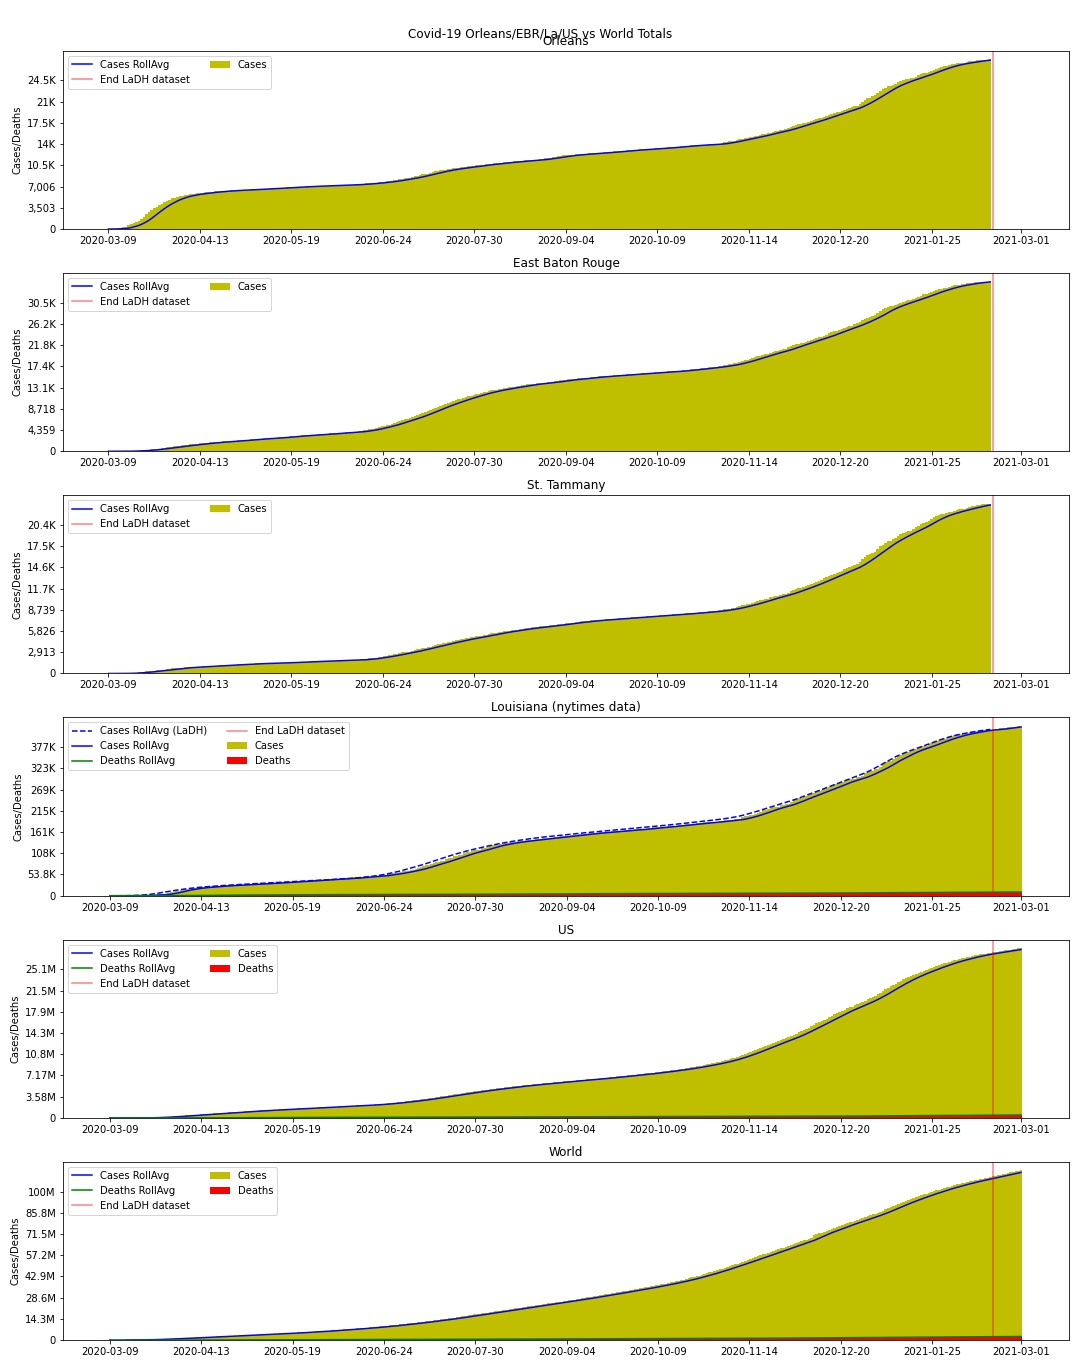 Covid-19 Orleans/EBR/La/US vs World Totals
Orleans
Cases RollAvg
Cases
End LaDH dataset
Cases/Deaths
24.5K
21K
17.5K
14K
10.5K
7,006
3,503
0
2020-03-09 2020-04-13 2020-05-19 2020-06-24 2020-07-30 2020-09-04 2020-10-09 2020-11-14 2020-12-20 2021-01-25 2021-03-01
East Baton Rouge
Cases RollAvg
Cases
End LaDH dataset
Cases/Deaths
30.5K
26.2K
21.8K
17.4K
13.1K
8,718
4,359
0
2020-03-09 2020-04-13 2020-05-19 2020-06-24 2020-07-30 2020-09-04 2020-10-09 2020-11-14 2020-12-20 2021-01-25 2021-03-01
St. Tammany
Cases RollAvg
Cases
End LaDH dataset
Cases/Deaths
20.4K
17.5K
14.6K
11.7K
8,739
5,826
2,913
0
2020-03-09 2020-04-13 2020-05-19 2020-06-24 2020-07-30 2020-09-04 2020-10-09 2020-11-14 2020-12-20 2021-01-25 2021-03-01
Louisiana (nytimes data)
Cases RollAvg (LaDH)
End LaDH dataset
Cases RollAvg
Cases
Deaths RollAvg
Deaths
Cases/Deaths
377K
323K
269K
215K
161K
108K
53.8K
0
2020-03-09 2020-04-13 2020-05-19 2020-06-24 2020-07-30 2020-09-04 2020-10-09 2020-11-14 2020-12-20 2021-01-25 2021-03-01
US
Cases RollAvg
Cases
Deaths RollAvg
Deaths
End LaDH dataset
Cases/Deaths
25.1M
21.5M
17.9M
14.3M
10.8M
7.17M
3.58M
0
2020-03-09 2020-04-13 2020-05-19 2020-06-24 2020-07-30 2020-09-04 2020-10-09 2020-11-14 2020-12-20 2021-01-25 2021-03-01
World
Cases RollAvg
Cases
Deaths RollAvg
Deaths
End LaDH dataset
Cases/Deaths
100M
85.8M
71.5M
57.2M
42.9M
28.6M
14.3M
0
2020-03-09 2020-04-13 2020-05-19 2020-06-24 2020-07-30 2020-09-04 2020-10-09 2020-11-14 2020-12-20 2021-01-25 2021-03-01